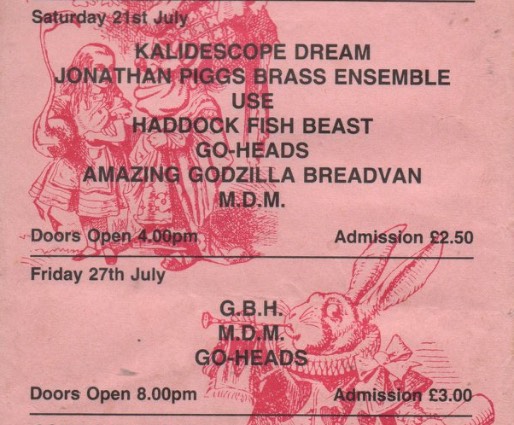 Saturday 21st July
KALIDESCOPE DREAM
JONATHAN PIGGS BRASS ENSEMBLE
USE
HADDOCK FISH BEAST
GO-HEADS
AMAZING GODZILLA BREADVAN
M.D.M.
Doors Open 4.00pm Admission £2.50
Friday 27th July
G.B.H.
M.D.M.
GO-HEADS
Doors Open 8.00pm Admission £3.00